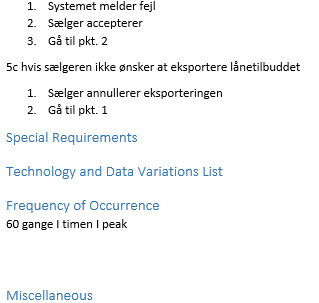 1. Systemet melder fejl
2. Sælger accepterer
3. Gå til pkt. 2
5c hvis sælgeren ikke ønsker at eksportere lånetilbuddet
1. Sælger annullerer eksporteringen
2. Gå til pkt. 1
Special Requirements
Technology and Data Variations List
Frequency of Occurrence
60 gange I timen I peak
Miscellaneous